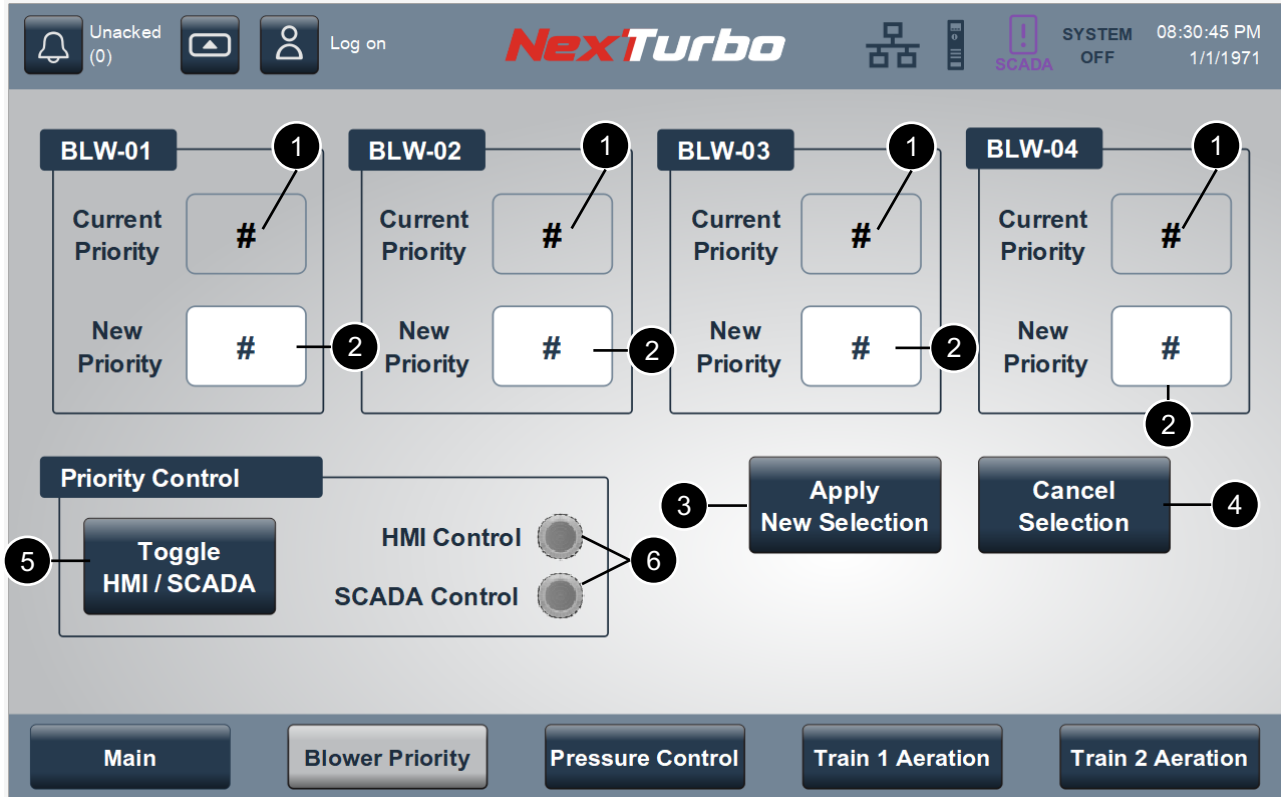 Unacked
(0)
Log on
NexTurbo
SCADA
SYSTEM
OFF
08:30:45 PM
1/1/1971
BLW-01
1
BLW-02
1
BLW-03
1
BLW-04
1
Current
Priority
#
Current
Priority
#
Current
Priority
#
Current
Priority
#
New
Priority
#
2
New
Priority
#
2
New
Priority
#
2
New
Priority
#
2
Priority Control
5
Toggle
HMI / SCADA
HMI Control
SCADA Control
6
3
Apply
New Selection
Cancel
Selection
4
Main
Blower Priority
Pressure Control
Train 1 Aeration
Train 2 Aeration